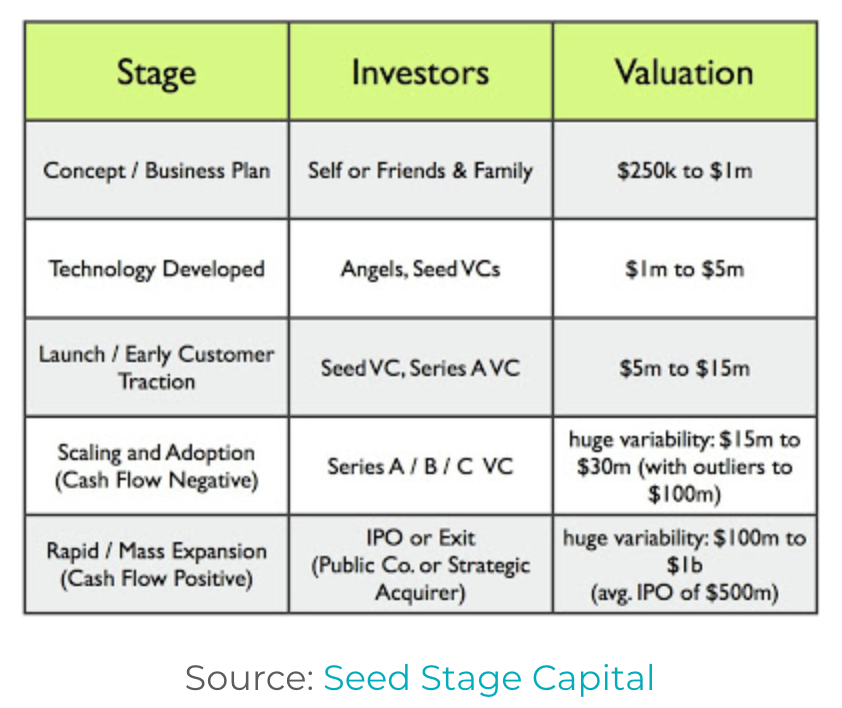 Stage
Investors
Valuation
Concept / Business Plan
Self or Friends & Family
$250k to $1m
Technology Developed
Angels, Seed VCs
$1m to $5m
Launch / Early Customer
Traction
Seed VC, Series A VC
$5m to $15m
Scaling and Adoption
(Cash Flow Negative)
Series A / B / C VC
huge variability: $15m to
$30m (with outliers to
$100m)
Rapid / Mass Expansion
(Cash Flow Positive)
IPO or Exit
(Public Co. or Strategic
Acquirer)
huge variability: $100m to
$1b
(avg. IPO of $500m)
Source: Seed Stage Capital